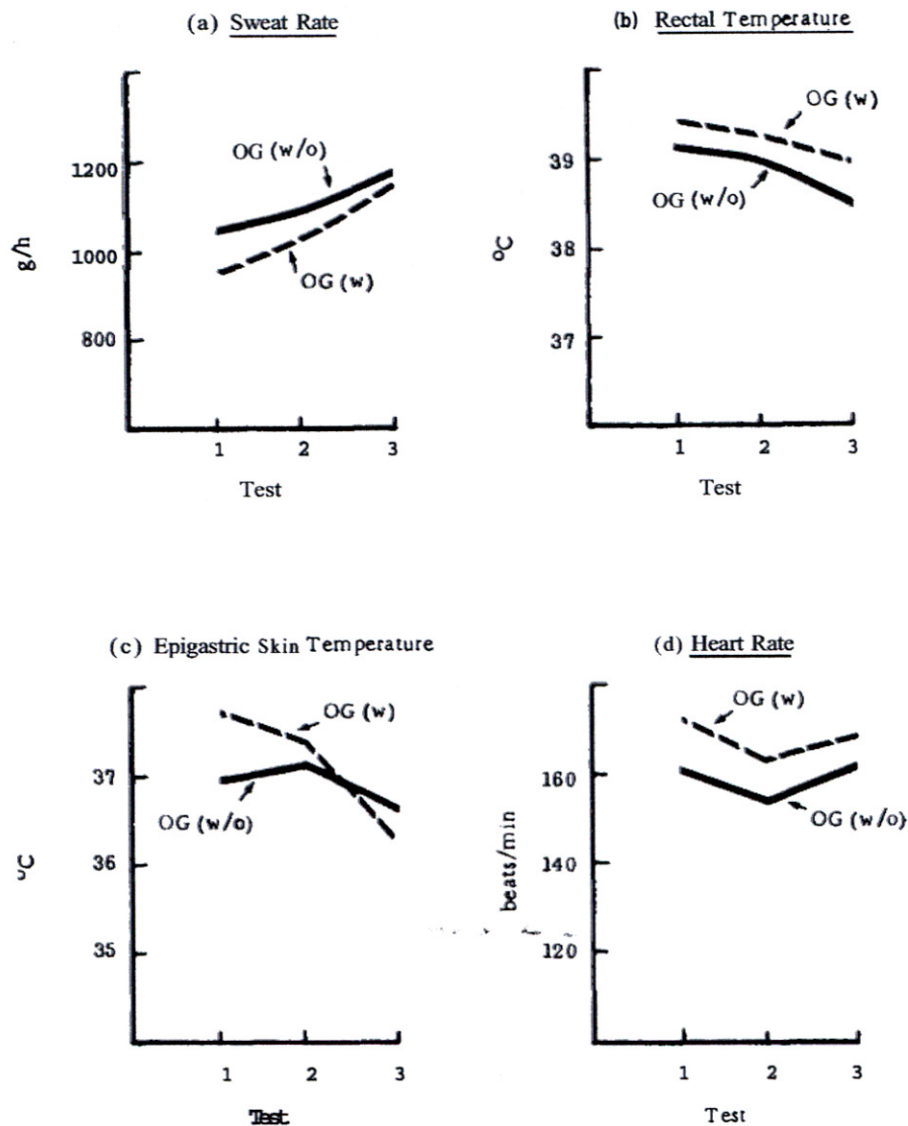 (a) Sweat Rate
1200
1000
800
g/h
OG (w/o)
OG (w)
1 2 3
Test
(b) Rectal Temperature
39
38
37
°C
OG (w)
OG (w/o)
1 2 3
Test
(c) Epigastric Skin Temperature
37
36
35
°C
OG (w)
OG (w/o)
1 2 3
Test
(d) Heart Rate
160
140
120
beats/min
OG (w)
OG (w/o)
1 2 3
Test